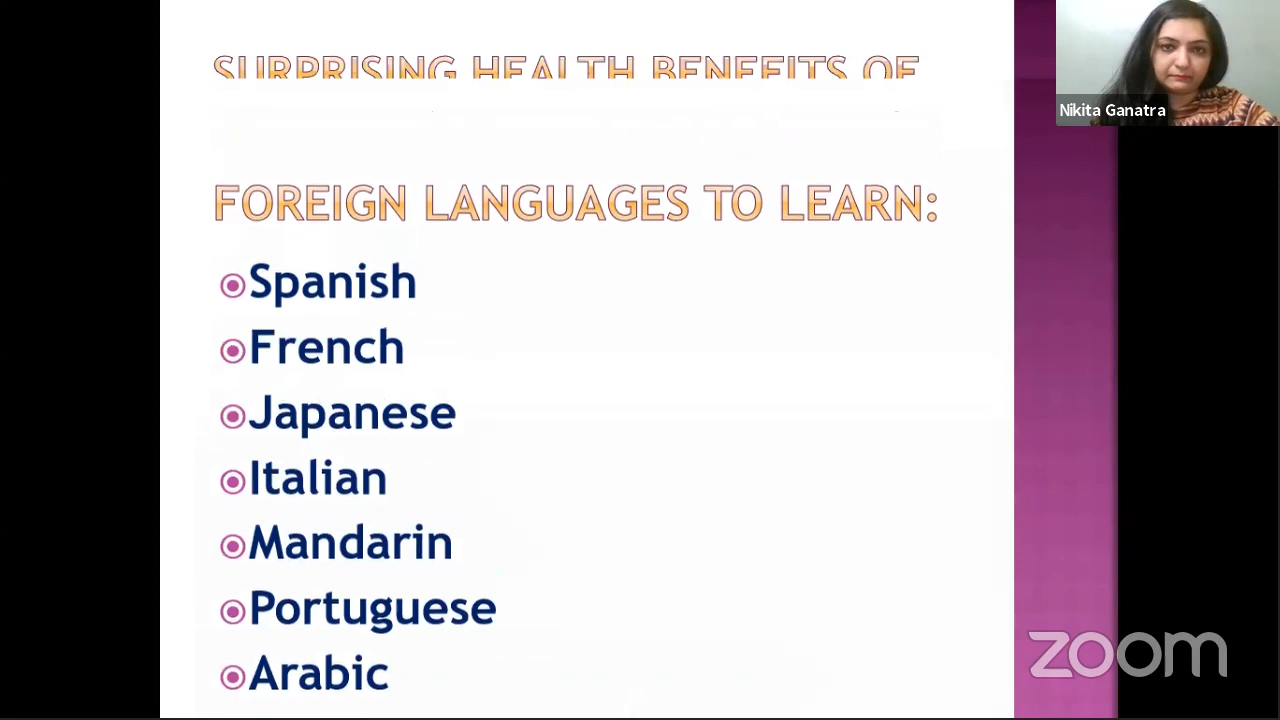 SURPRISING HEALTH BENEFITS OF
Nikita Ganatra
FOREIGN LANGUAGES TO LEARN:
Spanish
French
Japanese
Italian
Mandarin
Portuguese
Arabic
zoom